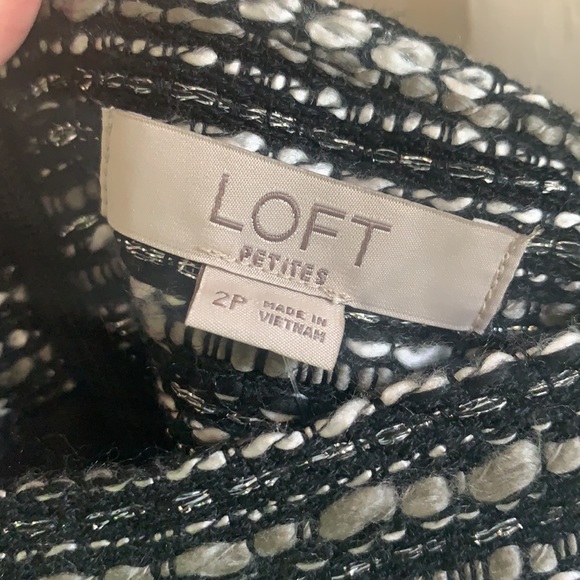 LOFT
PETITES
2P MADE IN
VIETNAM